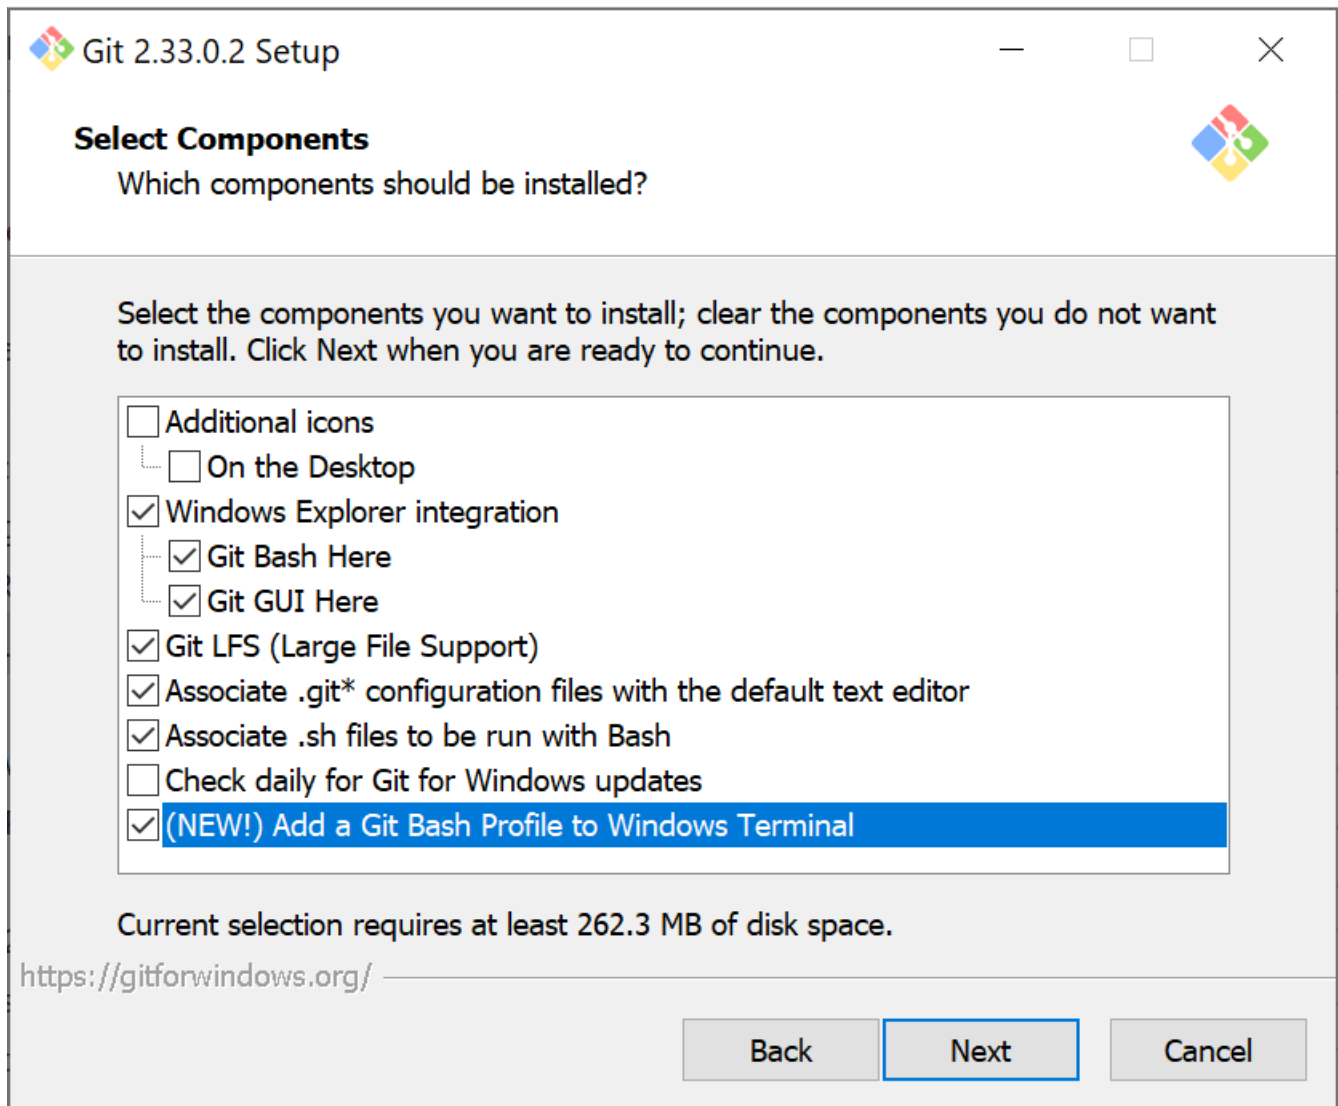 Git 2.33.0.2 Setup
Select Components
Which components should be installed?
Select the components you want to install; clear the components you do not want
to install. Click Next when you are ready to continue.
Additional icons
On the Desktop
Windows Explorer integration
Git Bash Here
Git GUI Here
Git LFS (Large File Support)
Associate .git* configuration files with the default text editor
Associate .sh files to be run with Bash
Check daily for Git for Windows updates
(NEW!) Add a Git Bash Profile to Windows Terminal
Current selection requires at least 262.3 MB of disk space.
https://gitforwindows.org/
Back Next Cancel